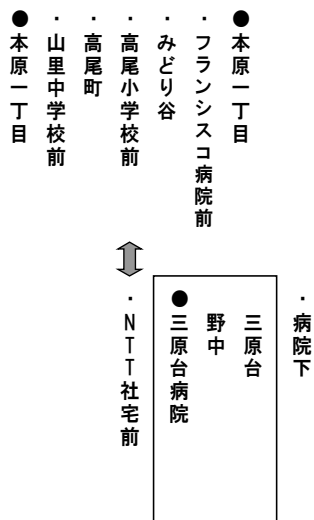 ● 本原一丁目
・ フランシスコ病院前
・ みどり谷
・ 高尾小学校前
・ 高尾町
・ 山里中学校前
● 本原一丁目
・ 病院下
三原台
野中
● 三原台病院
・ NTT社宅前